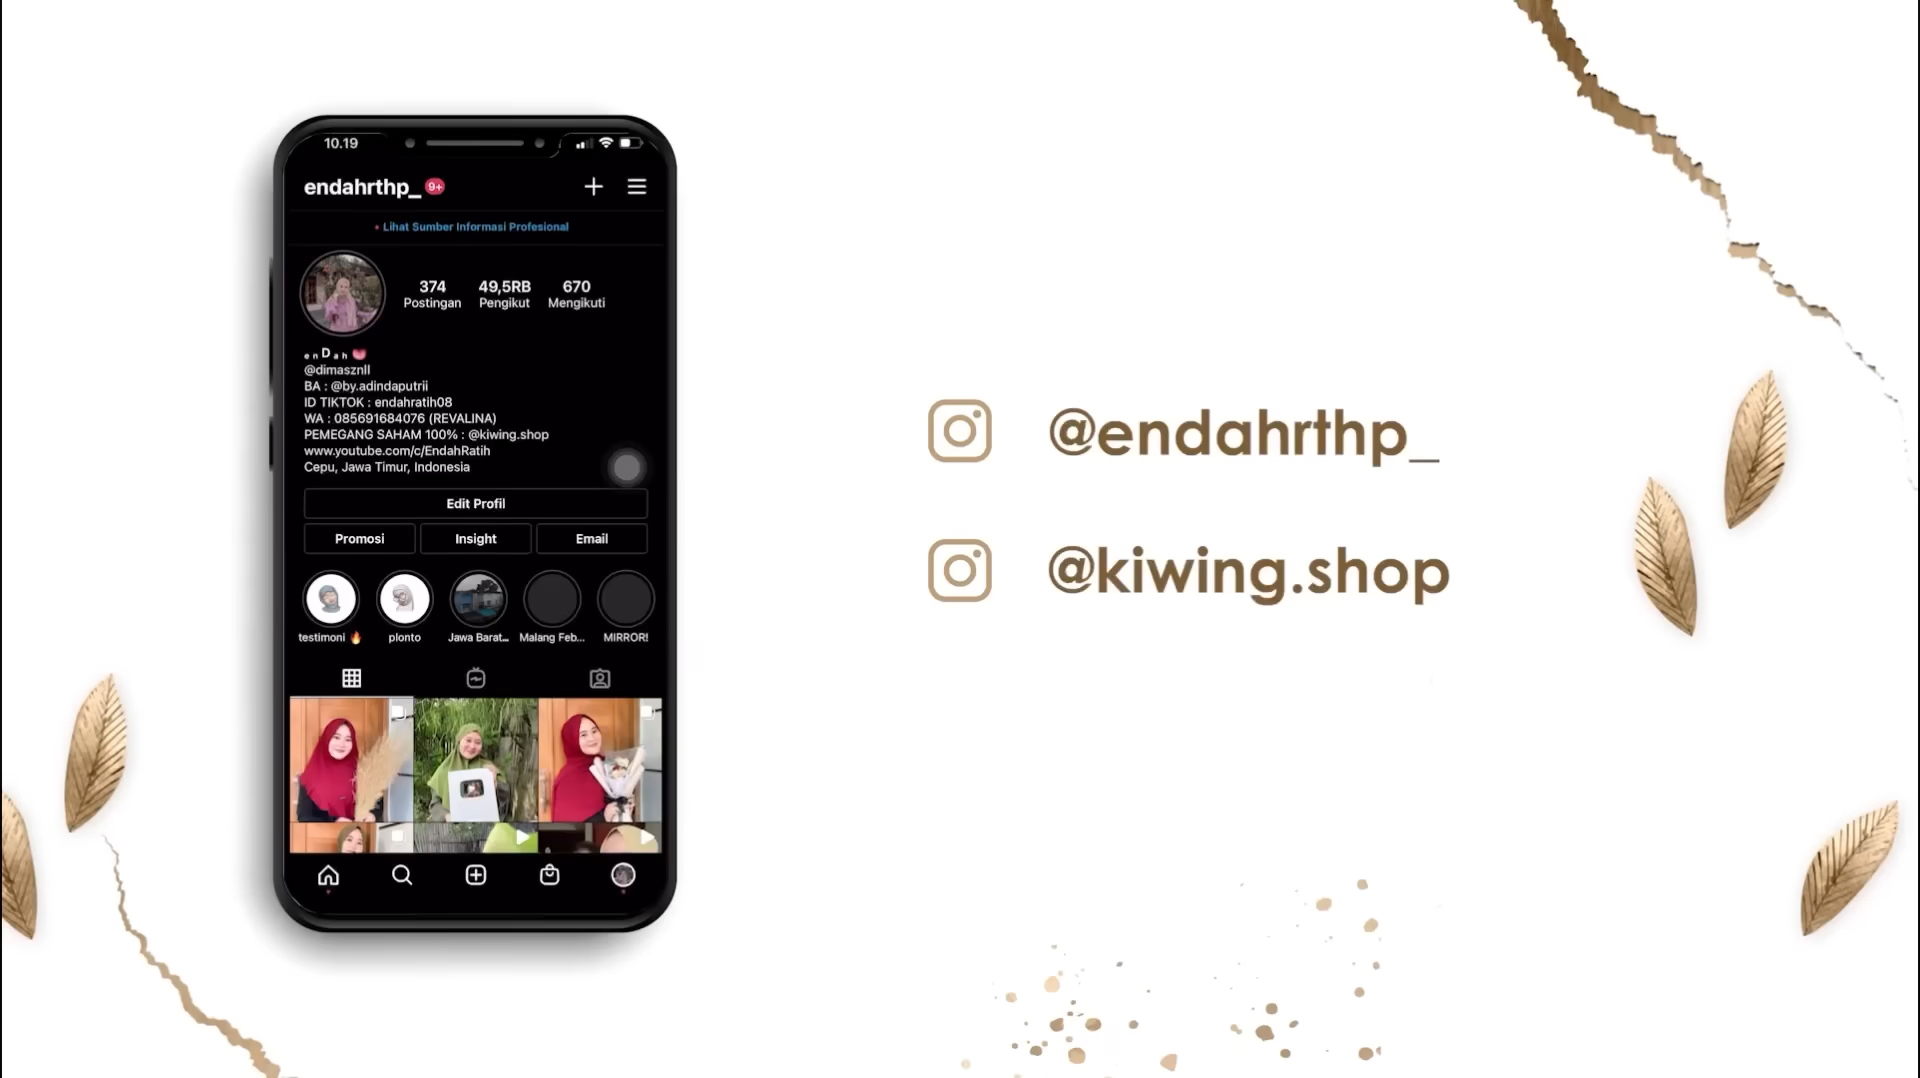 10.19
endahrthp_ 9+
• Lihat Sumber Informasi Profesional
374 49,5RB 670
Postingan Pengikut Mengikuti
ₑ ₙ D ₐ ₕ 👅
@dimasznll
BA : @by.adindaputrii
ID TIKTOK : endahratih08
WA : 085691684076 (REVALINA)
PEMEGANG SAHAM 100% : @kiwing.shop
www.youtube.com/c/EndahRatih
Cepu, Jawa Timur, Indonesia
Edit Profil
Promosi Insight Email
testimoni 🔥 plonto Jawa Barat... Malang Feb... MIRROR!
@endahrthp_
@kiwing.shop